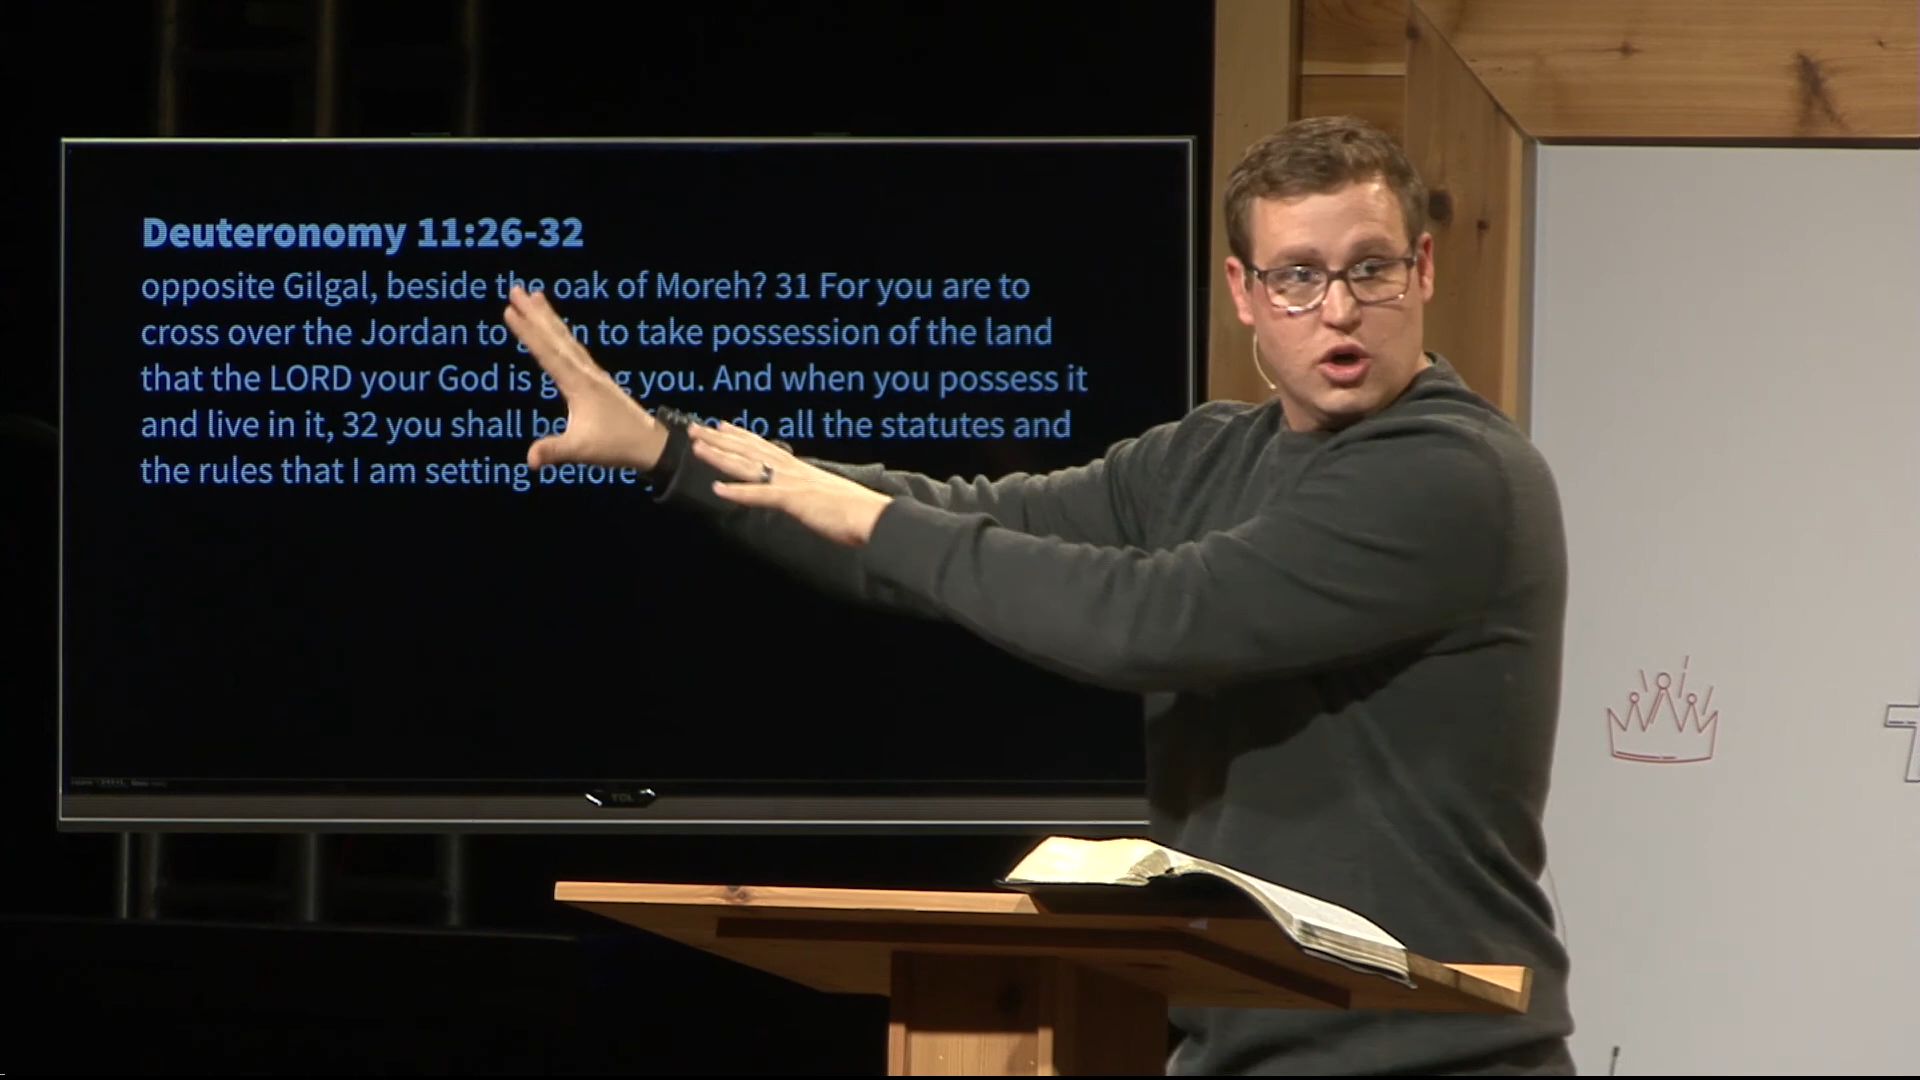 Deuteronomy 11:26-32
opposite Gilgal, beside the oak of Moreh? 31 For you are to
cross over the Jordan to in to take possession of the land
that the LORD your God is you. And when you possess it
and live in it, 32 you shall be to do all the statutes and
the rules that I am setting before
TCL